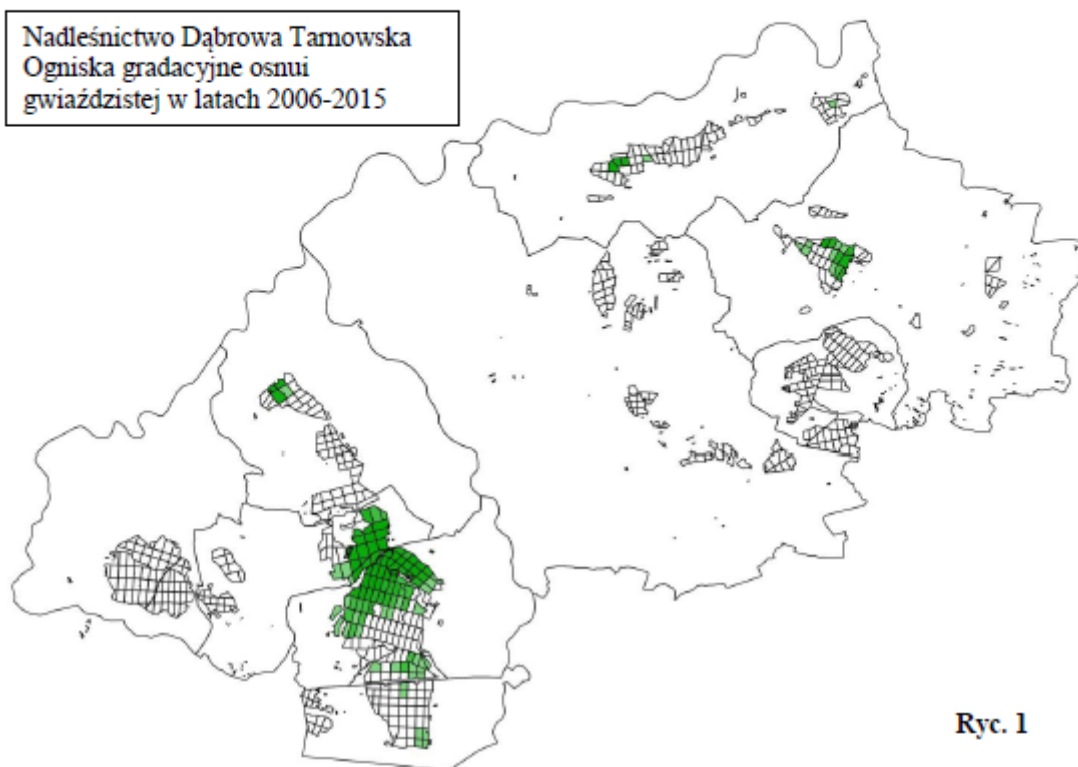 Nadleśnictwo Dąbrowa Tarnowska
Ogniska gradacyjne osnui
gwiaździstej w latach 2006-2015
Ryc. 1